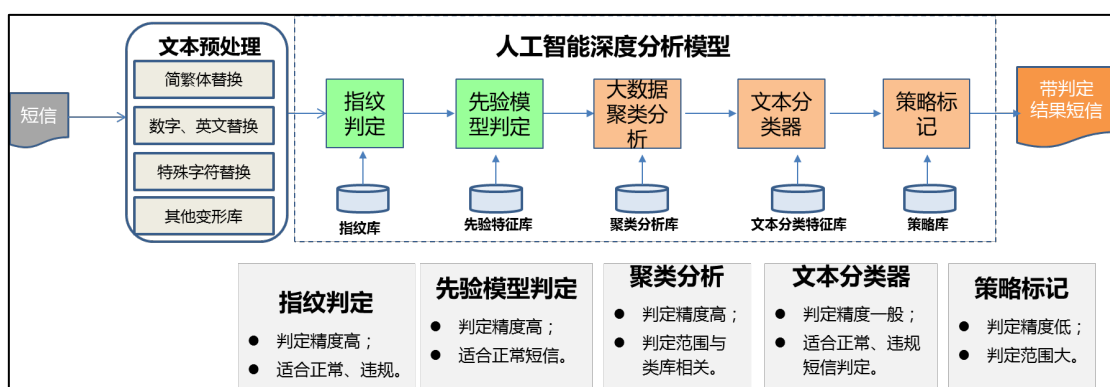 文本预处理
简繁体替换
数字、英文替换
特殊字符替换
其他变形库
短信
人工智能深度分析模型
指纹
判定
先验模
型判定
大数据
聚类分
析
文本分
类器
策略标
记
带判定
结果短信
指纹库
先验特征库
聚类分析库
文本分类特征库
策略库
指纹判定
● 判定精度高；
● 适合正常、违规。
先验模型判定
● 判定精度高；
● 适合正常短信。
聚类分析
● 判定精度高；
● 判定范围与
类库相关。
文本分类器
● 判定精度一般；
● 适合正常、违规
短信判定。
策略标记
● 判定精度低；
● 判定范围大。